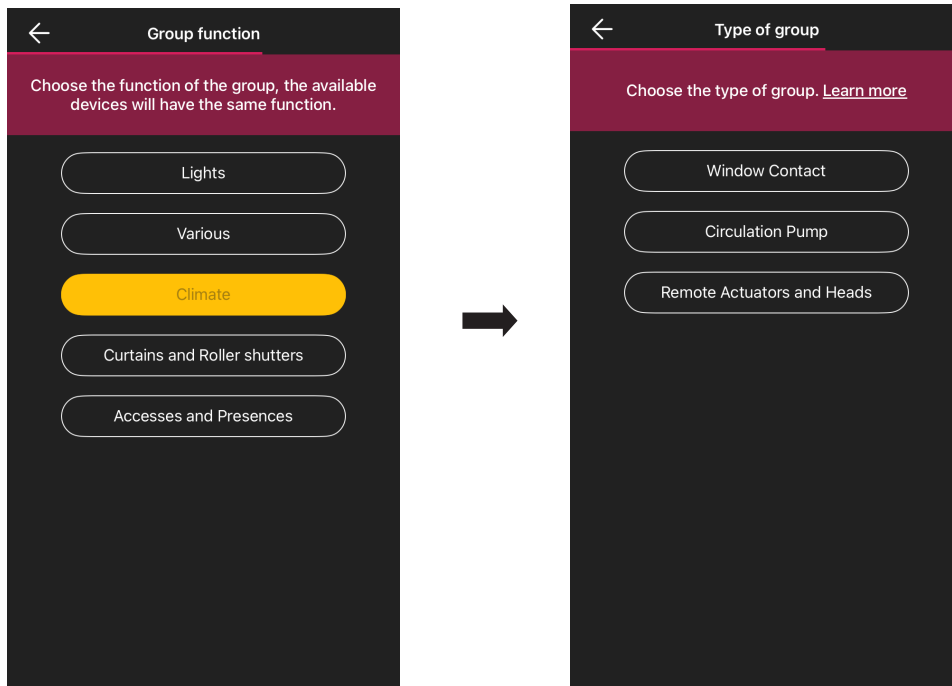 Group function
Choose the function of the group, the available
devices will have the same function.
Lights
Various
Climate
Curtains and Roller shutters
Accesses and Presences
Type of group
Choose the type of group. Learn more
Window Contact
Circulation Pump
Remote Actuators and Heads